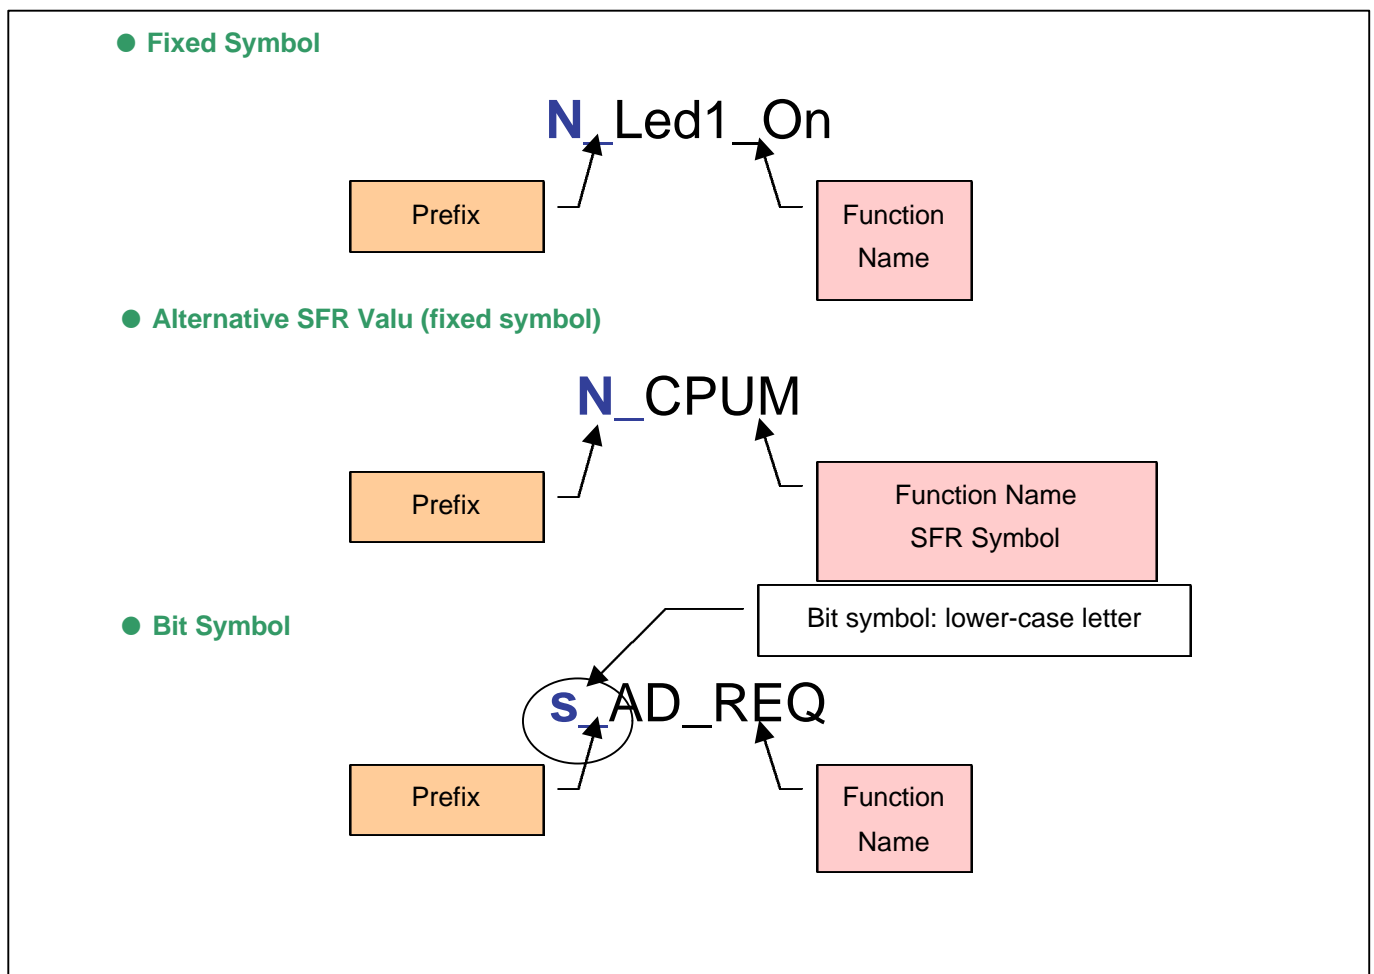 Fixed Symbol
N_Led1_On
Prefix
Function
Name
Alternative SFR Valu (fixed symbol)
N_CPUM
Prefix
Function Name
SFR Symbol
Bit symbol: lower-case letter
Bit Symbol
s_AD_REQ
Prefix
Function
Name